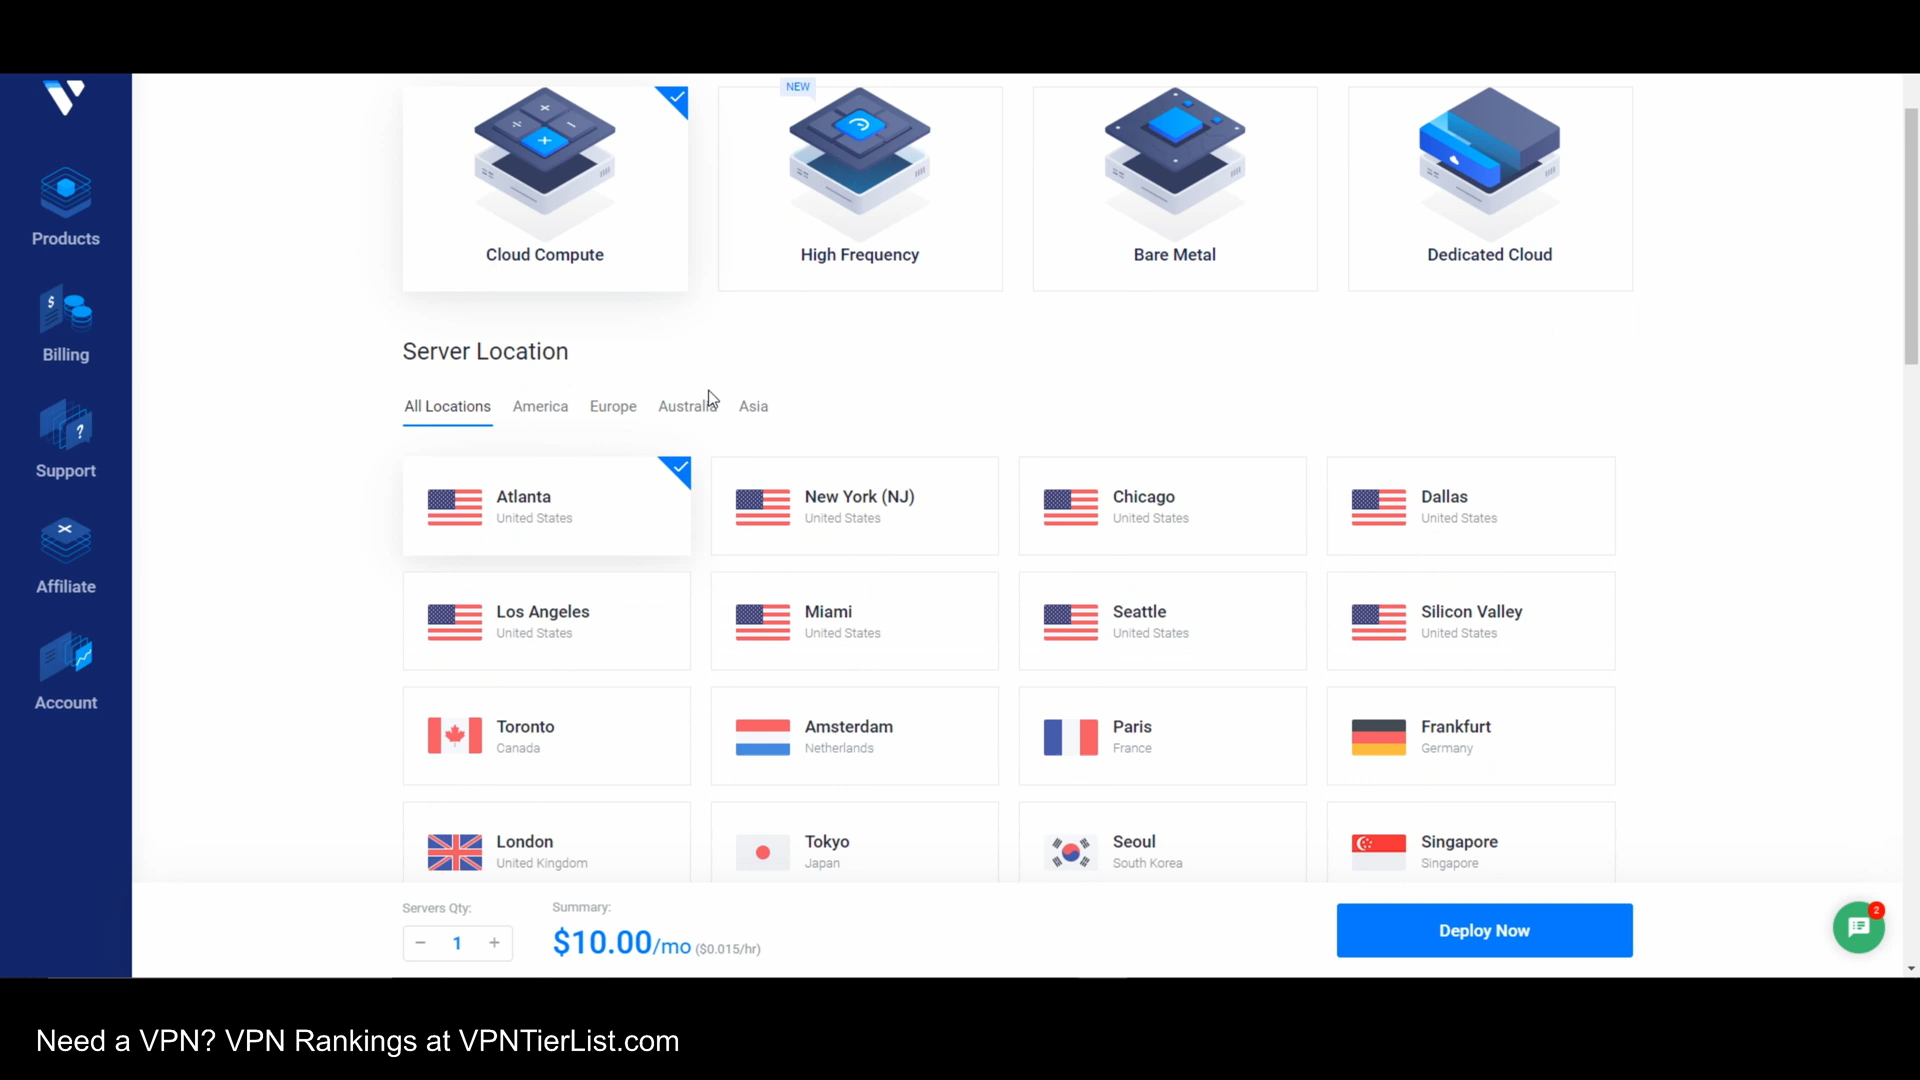 NEW
Cloud Compute
High Frequency
Bare Metal
Dedicated Cloud
Products
Billing
Support
Affiliate
Account
Server Location
All Locations
America
Europe
Australia
Asia
Atlanta
United States
New York (NJ)
United States
Chicago
United States
Dallas
United States
Los Angeles
United States
Miami
United States
Seattle
United States
Silicon Valley
United States
Toronto
Canada
Amsterdam
Netherlands
Paris
France
Frankfurt
Germany
London
United Kingdom
Tokyo
Japan
Seoul
South Korea
Singapore
Singapore
Servers Qty:
− 1 +
Summary:
$10.00/mo ($0.015/hr)
Deploy Now
2
Need a VPN? VPN Rankings at VPNTierList.com